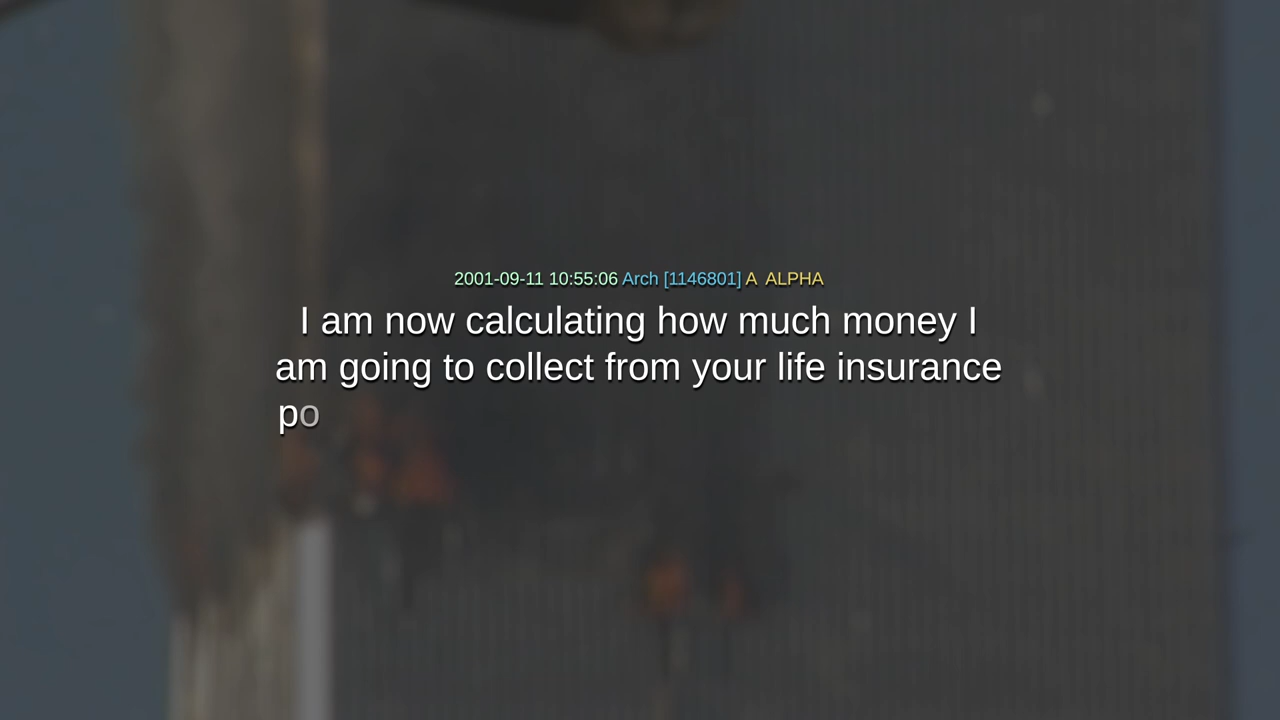 2001-09-11 10:55:06 Arch [1146801] A  ALPHA
I am now calculating how much money I
am going to collect from your life insurance
po